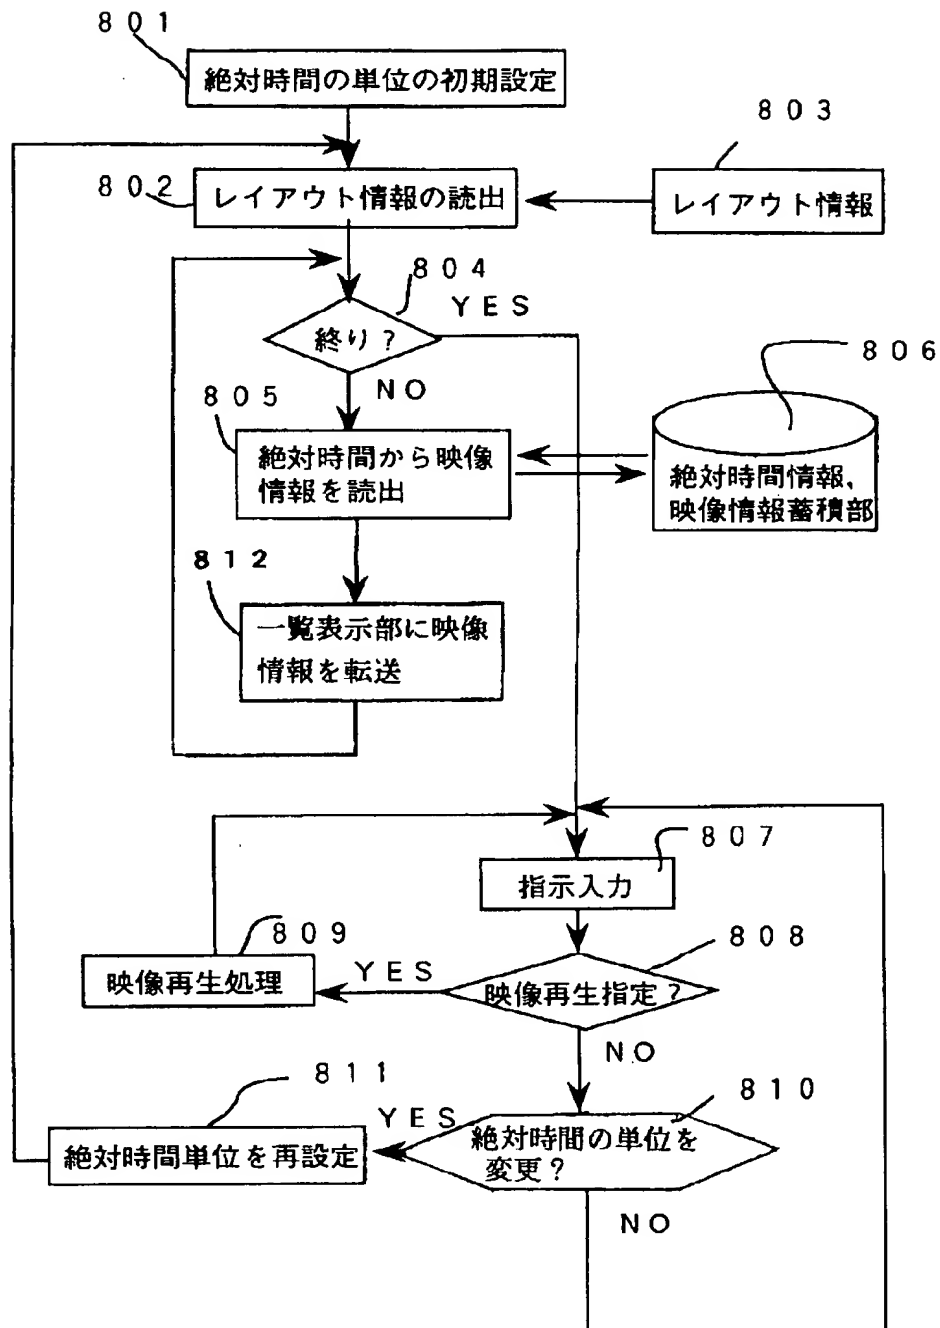 801
絶対時間の単位の初期設定
803
802
レイアウト情報の読出
レイアウト情報
804
YES
終り？
806
NO
805
絶対時間から映像
情報を読出
絶対時間情報、
映像情報蓄積部
812
一覧表示部に映像
情報を転送
807
指示入力
809
808
映像再生処理
YES
映像再生指定？
NO
811
810
YES
絶対時間単位を再設定
絶対時間の単位を
変更？
NO